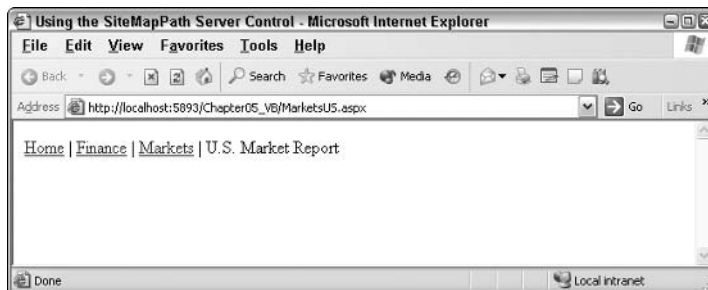 Using the SiteMapPath Server Control - Microsoft Internet Explorer
File Edit View Favorites Tools Help
Back Search Favorites Media
Address http://localhost:5893/Chapter05_VB/MarketsUS.aspx Go Links »
Home | Finance | Markets | U.S. Market Report
Done Local intranet